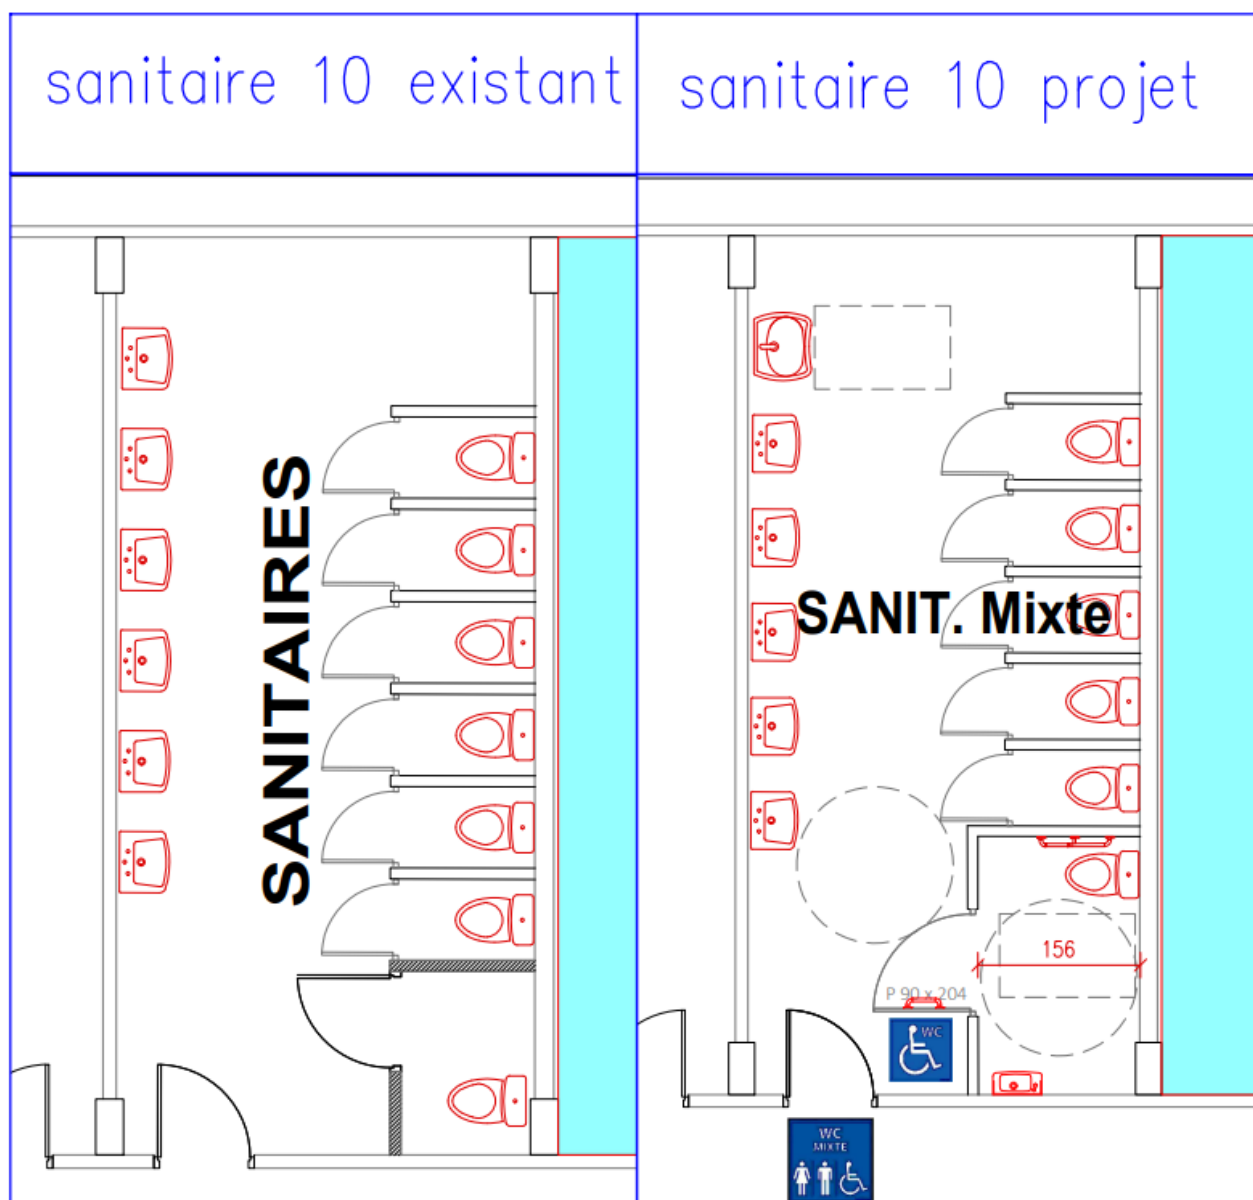 sanitaire 10 existant
sanitaire 10 projet
SANITAIRES
SANIT. Mixte
156
P 90 x 204
WC
WC
MIXTE